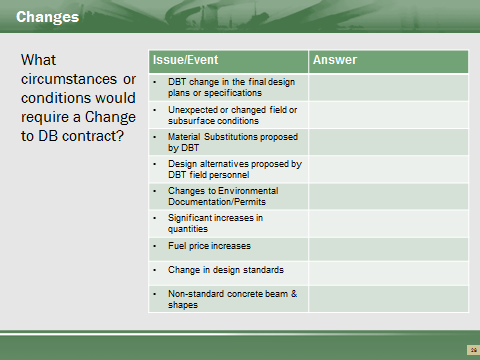 Changes
What
circumstances or
conditions would
require a Change
to DB contract?
Issue/Event
Answer
• DBT change in the final design
plans or specifications
• Unexpected or changed field or
subsurface conditions
• Material Substitutions proposed
by DBT
• Design alternatives proposed by
DBT field personnel
• Changes to Environmental
Documentation/Permits
• Significant increases in
quantities
• Fuel price increases
• Change in design standards
• Non-standard concrete beam &
shapes